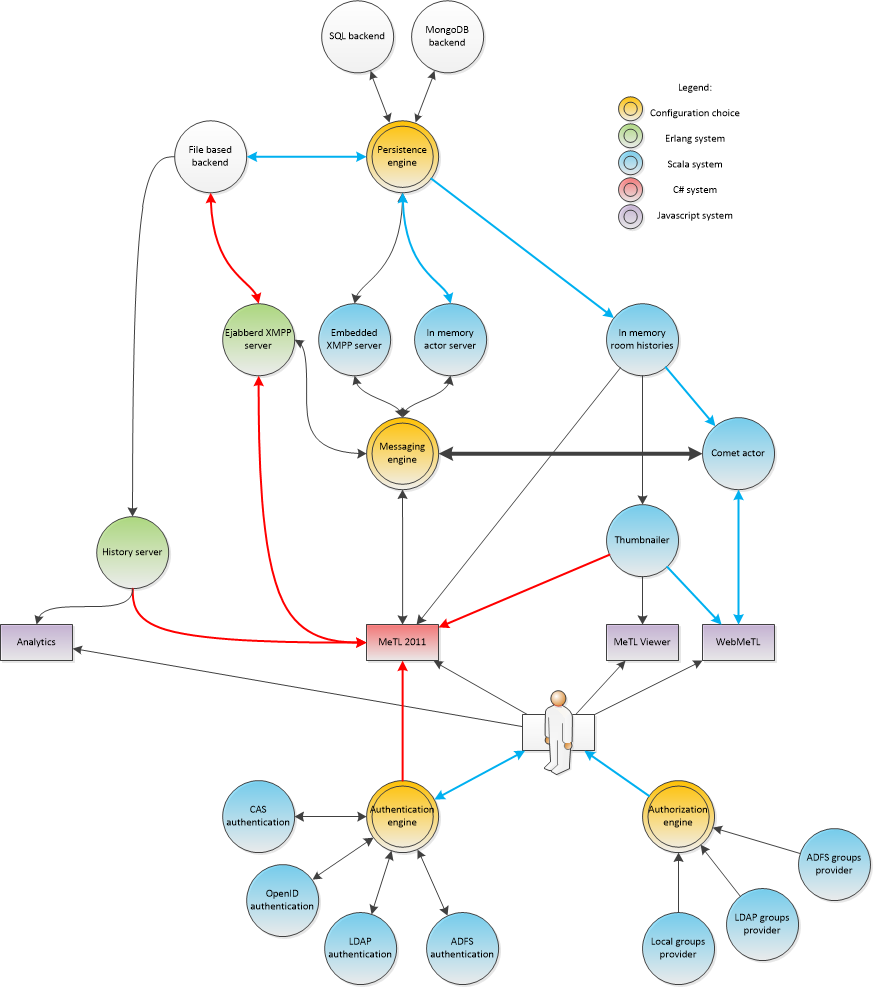 SQL backend
MongoDB
backend
Legend:
Configuration choice
Erlang system
Scala system
C# system
Javascript system
File based
backend
Persistence
engine
Ejabberd XMPP
server
Embedded
XMPP server
In memory
actor server
In memory
room histories
Messaging
engine
Comet actor
History server
Thumbnailer
Analytics
MeTL 2011
MeTL Viewer
WebMeTL
CAS
authentication
Authentication
engine
Authorization
engine
ADFS groups
provider
OpenID
authentication
LDAP groups
provider
LDAP
authentication
ADFS
authentication
Local groups
provider